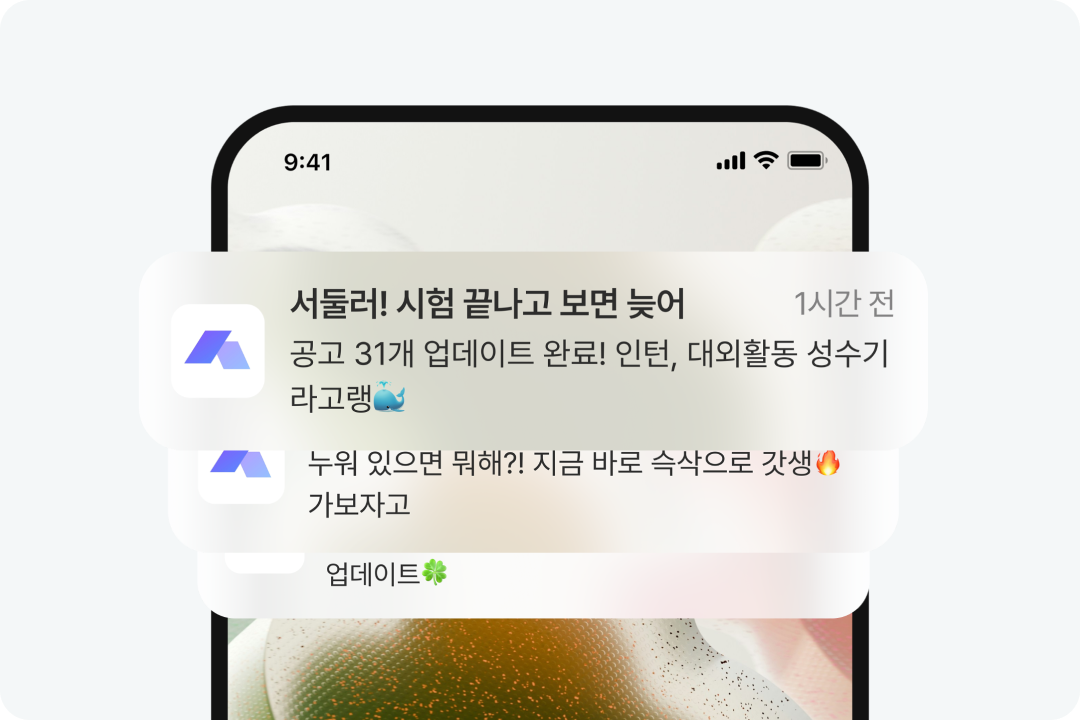 9:41
서둘러! 시험 끝나고 보면 늦어
1시간 전
공고 31개 업데이트 완료! 인턴, 대외활동 성수기
라고랭🐳
누워 있으면 뭐해?! 지금 바로 슥삭으로 갓생🔥
가보자고
업데이트🍀